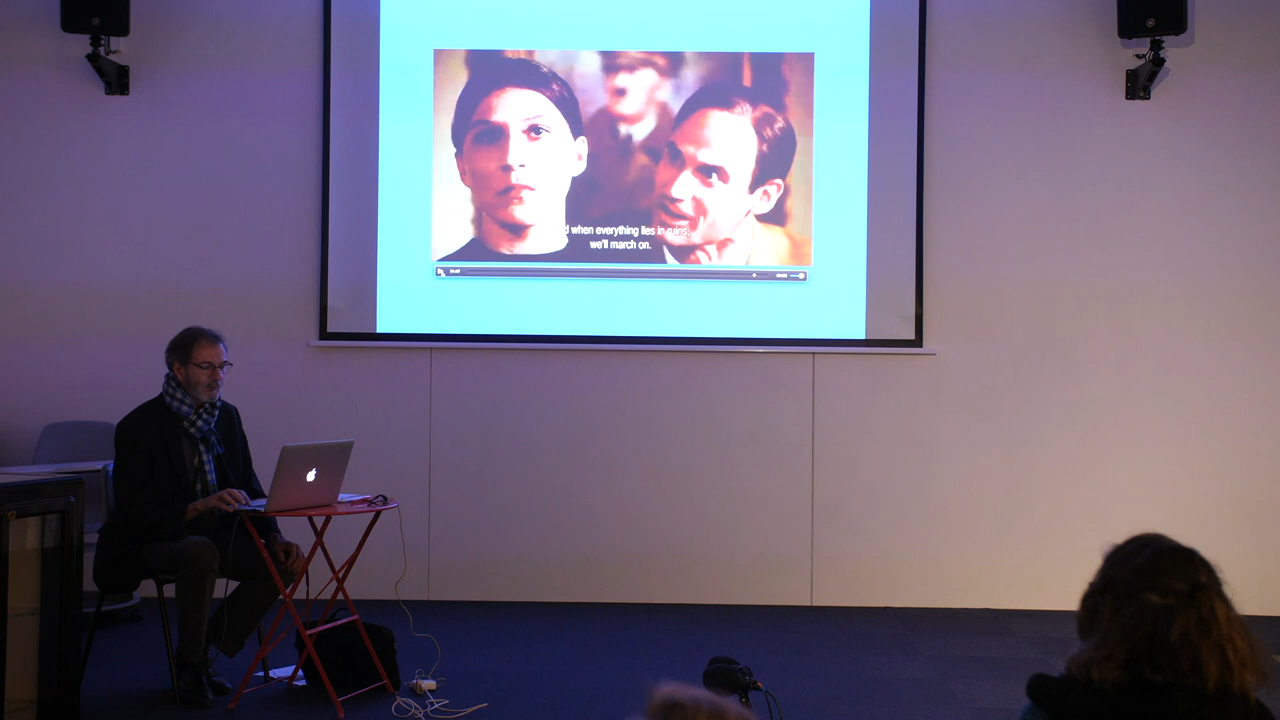 d when everything lies in ruins,
we'll march on.